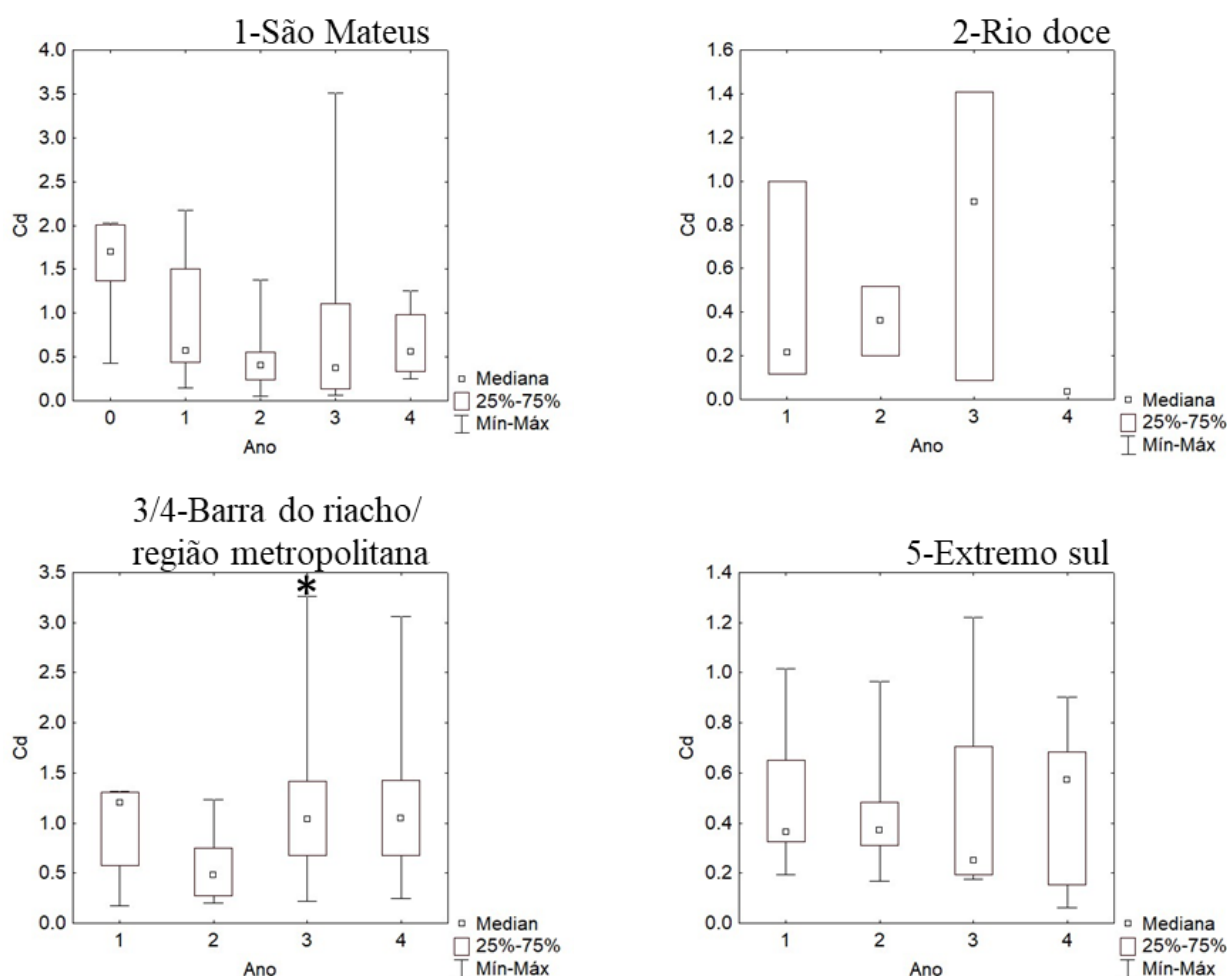 1-São Mateus
4.0
3.5
3.0
2.5
2.0
1.5
1.0
0.5
0.0
Cd
0 1 2 3 4
Ano
Mediana
25%-75%
Mín-Máx
2-Rio doce
1.6
1.4
1.2
1.0
0.8
0.6
0.4
0.2
0.0
Cd
1 2 3 4
Ano
Mediana
25%-75%
Mín-Máx
3/4-Barra do riacho/
região metropolitana
3.5
3.0
2.5
2.0
1.5
1.0
0.5
0.0
Cd
*
1 2 3 4
Ano
Median
25%-75%
Mín-Máx
5-Extremo sul
1.4
1.2
1.0
0.8
0.6
0.4
0.2
0.0
Cd
1 2 3 4
Ano
Mediana
25%-75%
Mín-Máx